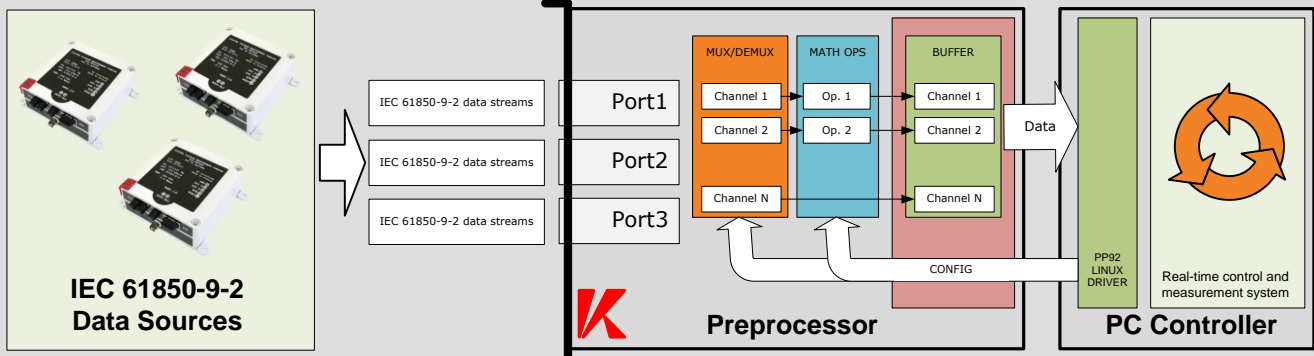 IEC 61850-9-2
Data Sources
IEC 61850-9-2 data streams
IEC 61850-9-2 data streams
IEC 61850-9-2 data streams
Port1
Port2
Port3
MUX/DEMUX
Channel 1
Channel 2
Channel N
MATH OPS
Op. 1
Op. 2
BUFFER
Channel 1
Channel 2
Channel N
CONFIG
Preprocessor
Data
PP92
LINUX
DRIVER
Real-time control and
measurement system
PC Controller